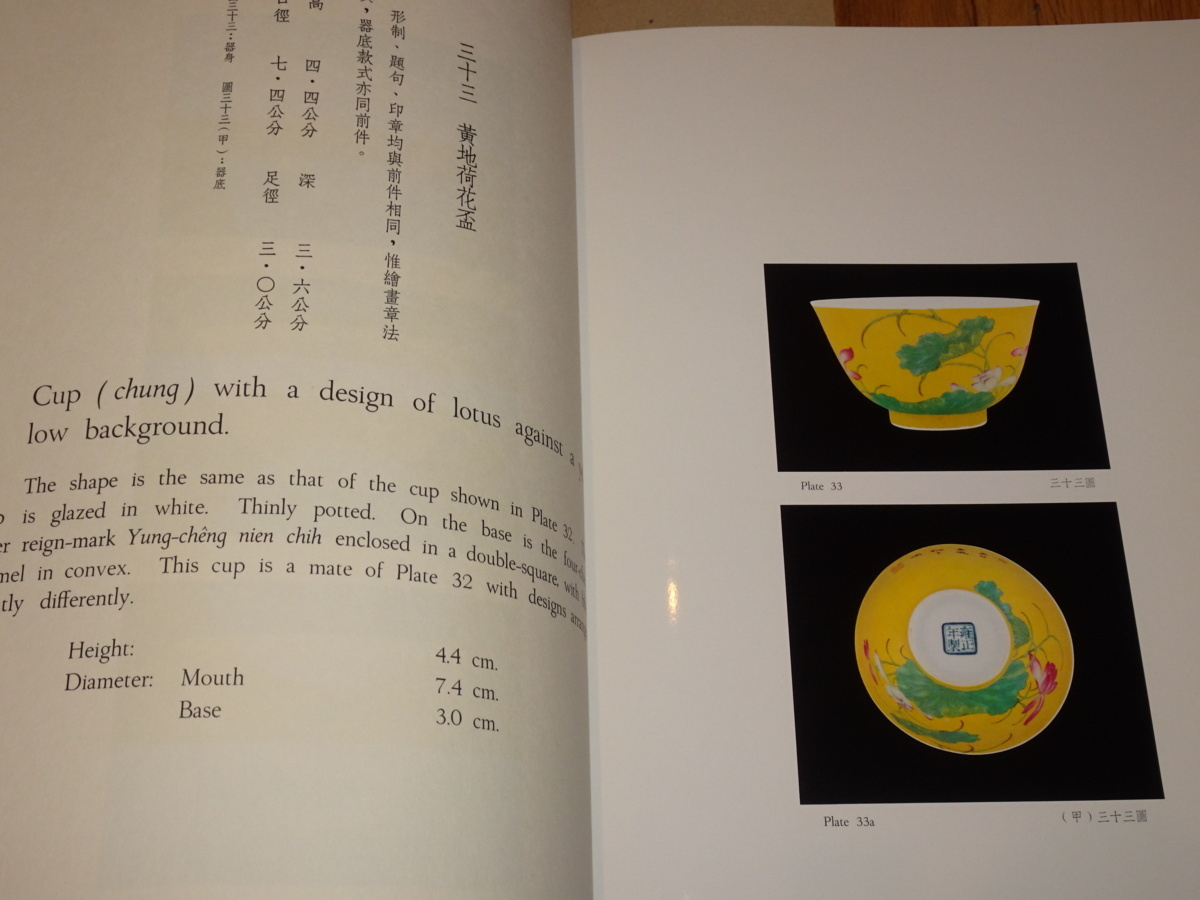 三十三　黃地荷花盃
形制、題句、印章均與前件相同，惟繪畫章法
，器底款式亦同前件。
高　四·四公分　深　三·六公分
口徑　七·四公分　足徑　三·〇公分
三十三：器身　圖三十三（甲）：器底
Cup (chung) with a design of lotus against a
low background.
The shape is the same as that of the cup shown in Plate 32.
is glazed in white. Thinly potted. On the base is the four-
er reign-mark Yung-chêng nien chih enclosed in a double-square with
mel in convex. This cup is a mate of Plate 32 with designs
tly differently.
Height: 4.4 cm.
Diameter: Mouth 7.4 cm.
Base 3.0 cm.
Plate 33
三十三圖
雍正
年製
Plate 33a
（甲）三十三圖